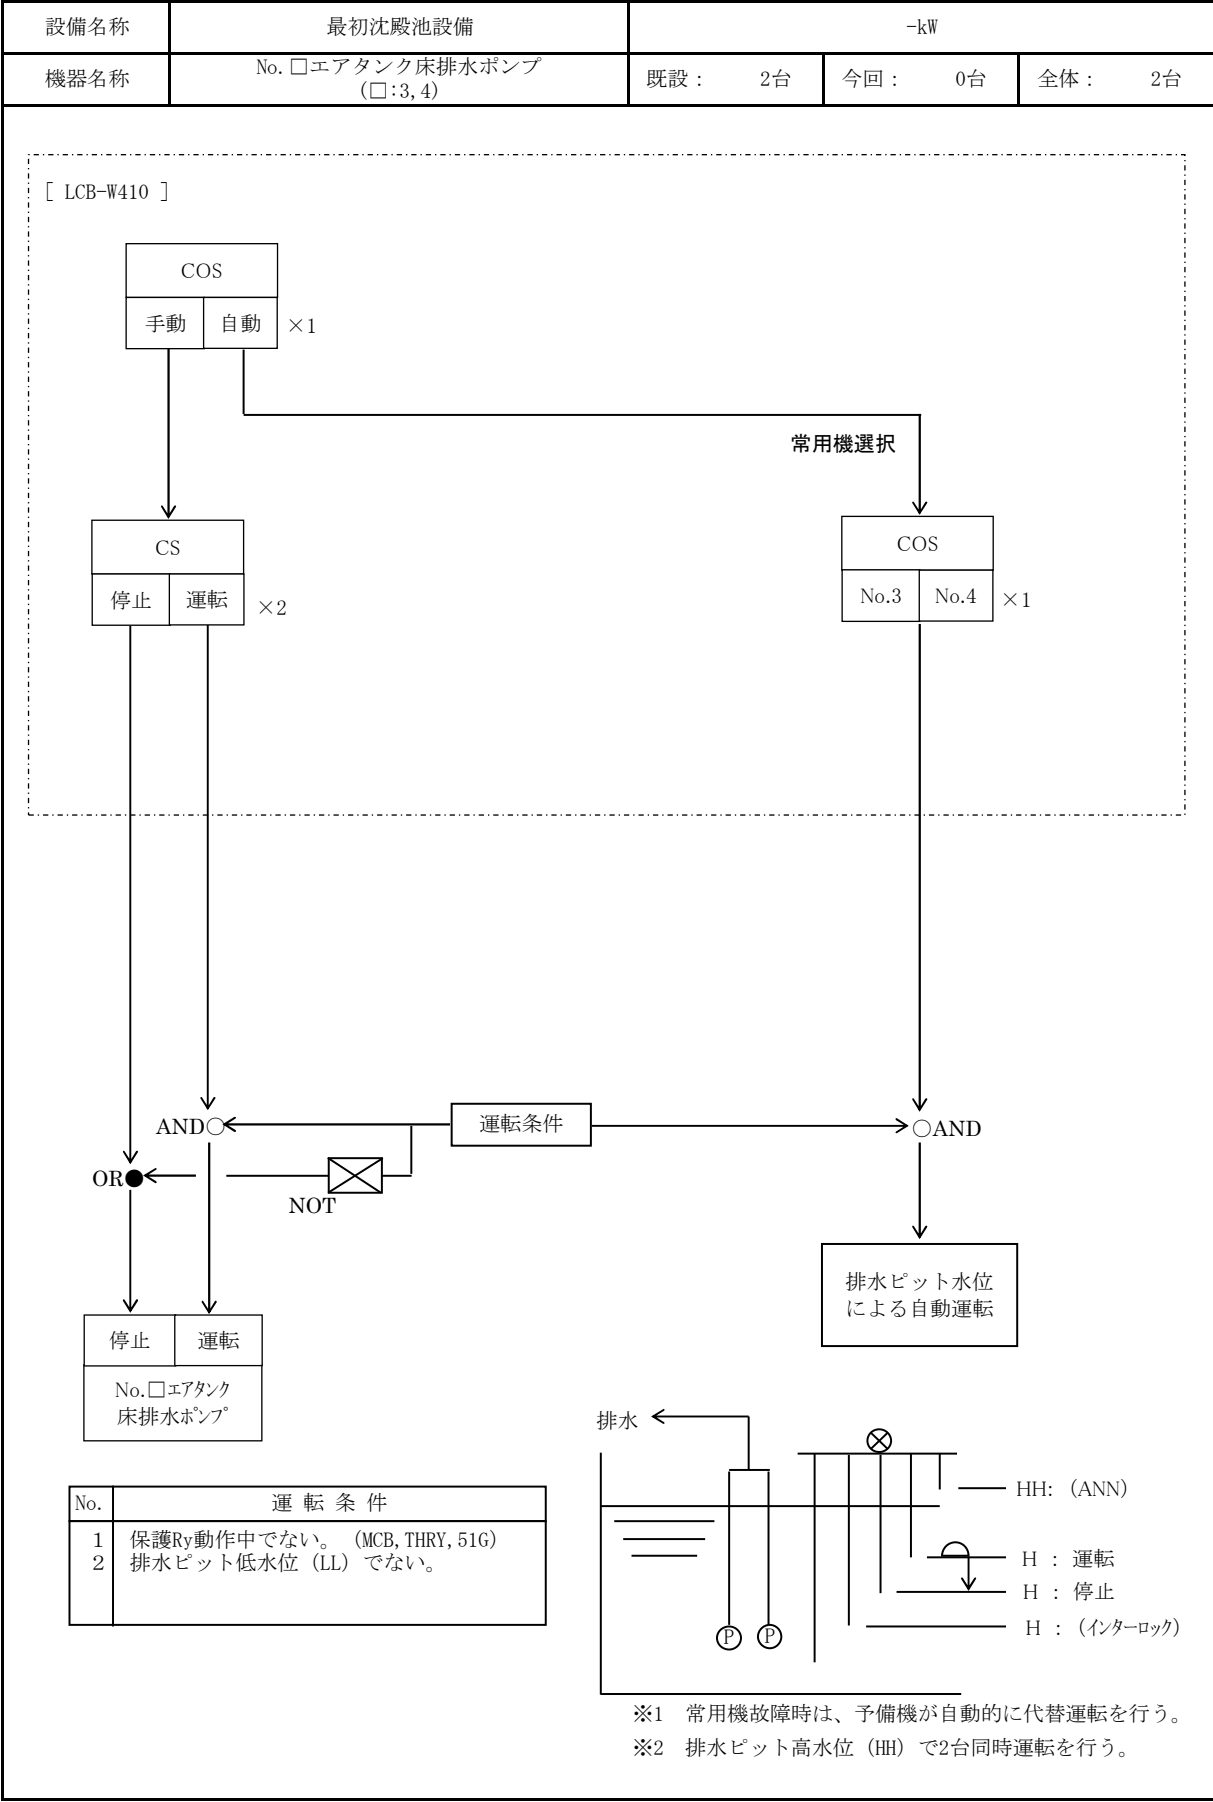 設備名称 最初沈殿池設備 -kW
機器名称 No.□エアタンク床排水ポンプ
(□:3,4)
既設： 2台 今回： 0台 全体： 2台
[ LCB-W410 ]
COS
手動 自動 ×1
常用機選択
CS
停止 運転 ×2
COS
No.3 No.4 ×1
AND○ 運転条件 ○AND
OR●
NOT
排水ピット水位
による自動運転
停止 運転
No.□エアタンク
床排水ポンプ
排水
HH:（ANN）
H ： 運転
H ： 停止
H ：（インターロック）
P P
No. 運 転 条 件
1 保護Ry動作中でない。（MCB,THRY,51G）
2 排水ピット低水位（LL）でない。
※1 常用機故障時は、予備機が自動的に代替運転を行う。
※2 排水ピット高水位（HH）で2台同時運転を行う。